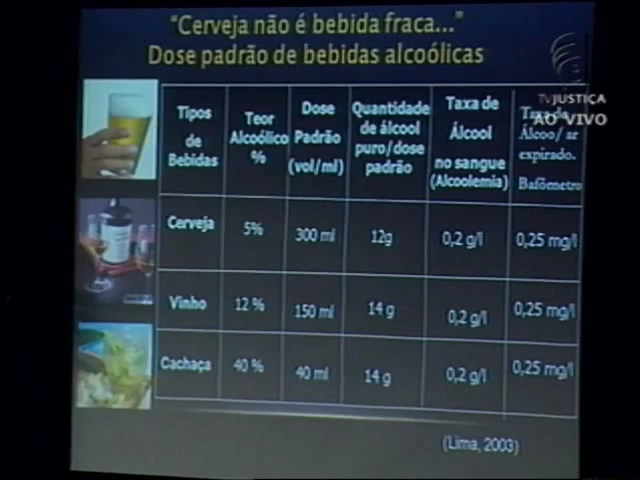 "Cerveja não é bebida fraca..."
Dose padrão de bebidas alcoólicas
TV JUSTIÇA
AO VIVO
Tipos de Bebidas | Teor Alcoólico % | Dose Padrão (vol/ml) | Quantidade de álcool puro/dose padrão | Taxa de Álcool no sangue (Alcoolemia) | Álcoo/ ar expirado. Bafômetro
Cerveja | 5% | 300 ml | 12g | 0,2 g/l | 0,25 mg/l
Vinho | 12 % | 150 ml | 14 g | 0,2 g/l | 0,25 mg/l
Cachaça | 40 % | 40 ml | 14 g | 0,2 g/l | 0,25 mg/l
(Lima, 2003)